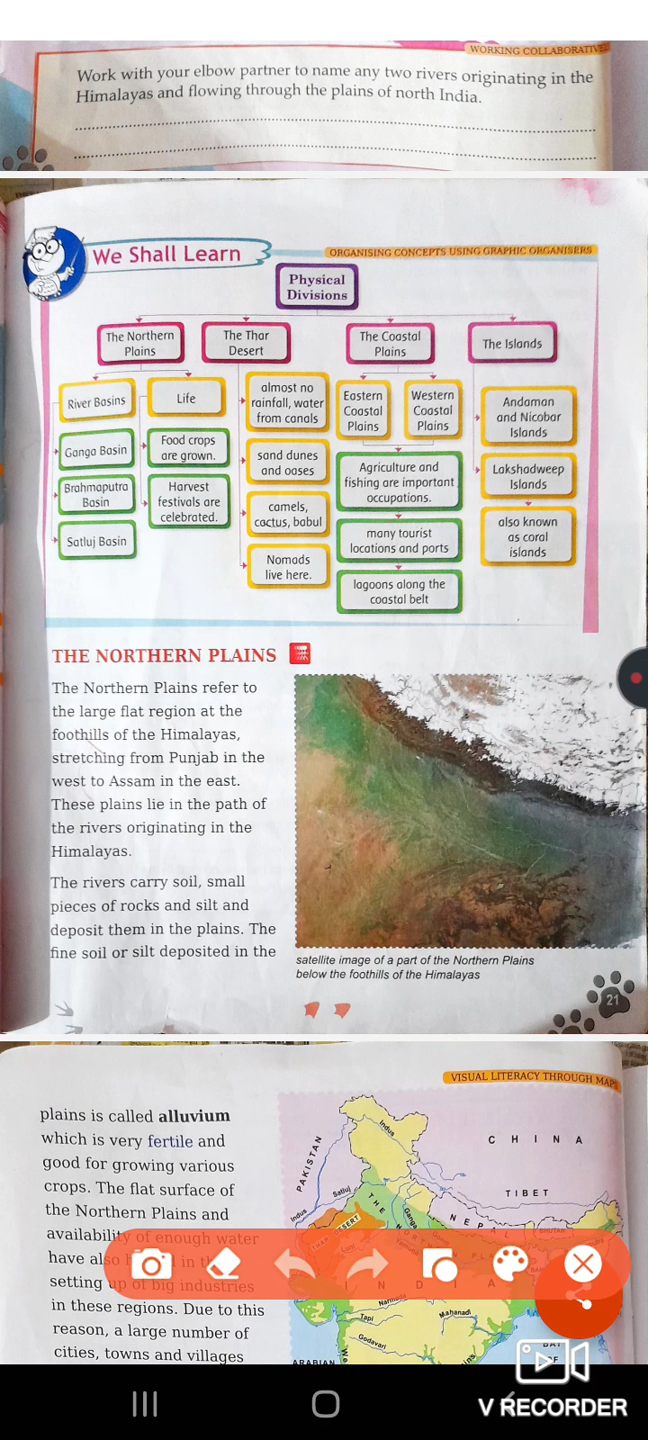 WORKING COLLABORATIVE
Work with your elbow partner to name any two rivers originating in the
Himalayas and flowing through the plains of north India.
We Shall Learn
ORGANISING CONCEPTS USING GRAPHIC ORGANISERS
Physical
Divisions
The Northern
Plains
The Thar
Desert
The Coastal
Plains
The Islands
River Basins
Ganga Basin
Brahmaputra
Basin
Satluj Basin
Life
Food crops
are grown.
Harvest
festivals are
celebrated.
almost no
rainfall, water
from canals
sand dunes
and oases
camels,
cactus, babul
Nomads
live here.
Eastern
Coastal
Plains
Western
Coastal
Plains
Agriculture and
fishing are important
occupations.
many tourist
locations and ports
lagoons along the
coastal belt
Andaman
and Nicobar
Islands
Lakshadweep
Islands
also known
as coral
islands
THE NORTHERN PLAINS
The Northern Plains refer to
the large flat region at the
foothills of the Himalayas,
stretching from Punjab in the
west to Assam in the east.
These plains lie in the path of
the rivers originating in the
Himalayas.
The rivers carry soil, small
pieces of rocks and silt and
deposit them in the plains. The
fine soil or silt deposited in the
satellite image of a part of the Northern Plains
below the foothills of the Himalayas
21
VISUAL LITERACY THROUGH MAPS
plains is called alluvium
which is very fertile and
good for growing various
crops. The flat surface of
the Northern Plains and
availability of enough water
have also in the
setting up of big industries
in these regions. Due to this
reason, a large number of
cities, towns and villages
PAKISTAN
CHINA
TIBET
NEPAL
Indus
Satluj
Indus
THE
Ganga
THAR DESERT
INDIA
Narmada
Tapi
Mahanadi
Godavari
ARABIAN
BAY
OF
V RECORDER